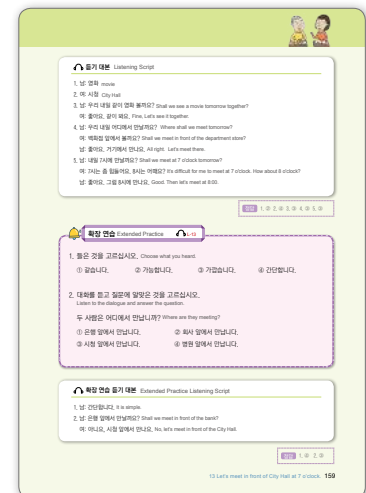 듣기 대본 Listening Script
1. 남: 영화 movie
2. 여: 시청 City Hall
3. 남: 우리 내일 같이 영화 볼까요? Shall we see a movie tomorrow together?
여: 좋아요. 같이 봐요. Fine, Let's see it together.
4. 남: 우리 내일 어디에서 만날까요? Where shall we meet tomorrow?
여: 백화점 앞에서 볼까요? Shall we meet in front of the department store?
남: 좋아요. 거기에서 만나요. All right. Let's meet there.
5. 남: 내일 7시에 만날까요? Shall we meet at 7 o'clock tomorrow?
여: 7시는 좀 힘들어요. 8시는 어때요? It's difficult for me to meet at 7 o'clock. How about 8 o'clock?
남: 좋아요. 그럼 8시에 만나요. Good. Then let's meet at 8:00.
정답 1. 2. 3. 4. 5.
확장 연습 Extended Practice L-13
1. 들은 것을 고르십시오. Choose what you heard.
① 같습니다. ② 가능합니다. ③ 가깝습니다. ④ 간단합니다.
2. 대화를 듣고 질문에 알맞은 것을 고르십시오.
Listen to the dialogue and answer the question.
두 사람은 어디에서 만납니까? Where are they meeting?
① 은행 앞에서 만납니다. ② 회사 앞에서 만납니다.
③ 시청 앞에서 만납니다. ④ 병원 앞에서 만납니다.
확장 연습 듣기 대본 Extended Practice Listening Script
1. 남: 간단합니다. It is simple.
2. 남: 은행 앞에서 만날까요? Shall we meet in front of the bank?
여: 아니요, 시청 앞에서 만나요. No, let's meet in front of the City Hall.
정답 1. ④ 2. ③
13 Let's meet in front of City Hall at 7 o'clock. 159